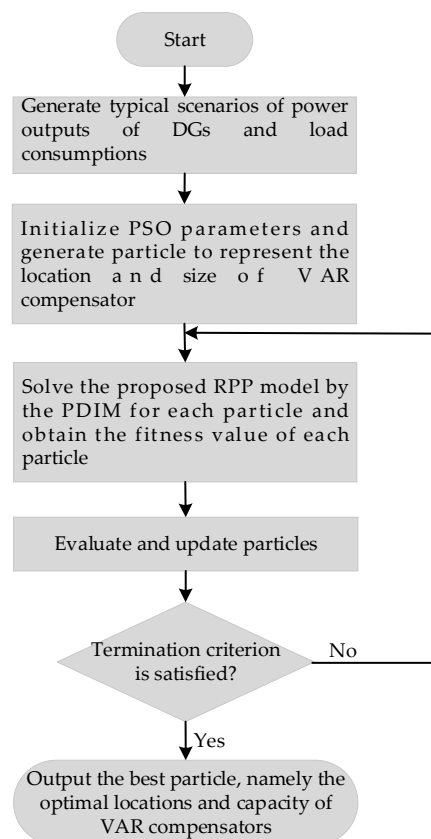 Start
Generate typical scenarios of power
outputs of DGs and load
consumptions
Initialize PSO parameters and
generate particle to represent the
location and size of VAR
compensator
Solve the proposed RPP model by
the PDIM for each particle and
obtain the fitness value of each
particle
Evaluate and update particles
Termination criterion
is satisfied?
No
Yes
Output the best particle, namely the
optimal locations and capacity of
VAR compensators